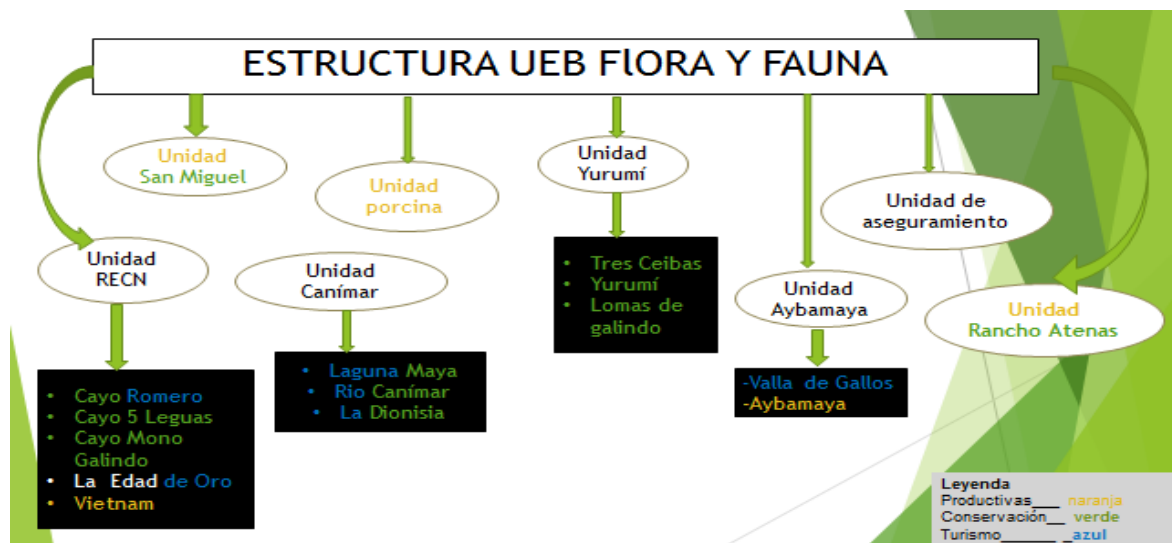 ESTRUCTURA UEB FlORA Y FAUNA
Unidad
San Miguel
Unidad
porcina
Unidad
Yurumí
Unidad de
aseguramiento
Unidad
RECN
Unidad
Canímar
• Tres Ceibas
• Yurumí
• Lomas de
galindo
Unidad
Aybamaya
Unidad
Rancho Atenas
• Cayo Romero
• Cayo 5 Leguas
• Cayo Mono
Galindo
• La Edad de Oro
• Vietnam
• Laguna Maya
• Rio Canímar
• La Dionisia
-Valla de Gallos
-Aybamaya
Leyenda
Productivas___ naranja
Conservación__ verde
Turismo______ _azul